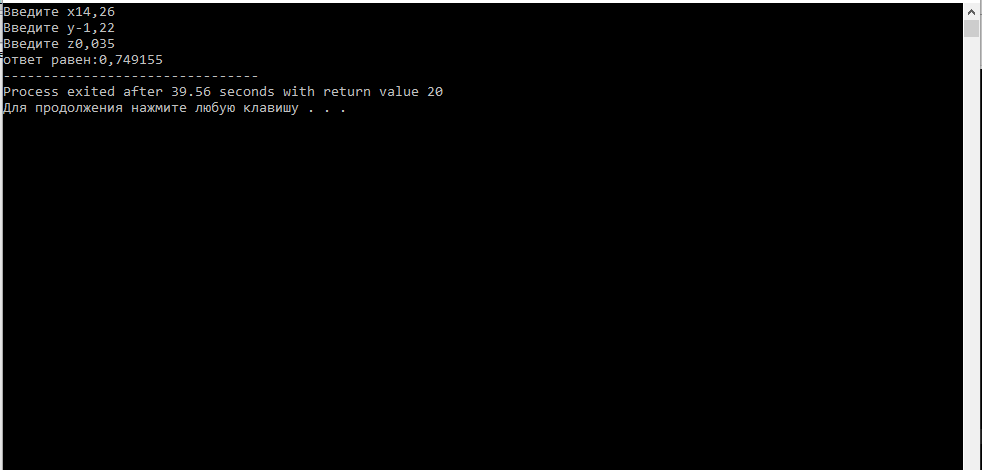 Введите x14,26
Введите y-1,22
Введите z0,035
ответ равен:0,749155
--------------------------------
Process exited after 39.56 seconds with return value 20
Для продолжения нажмите любую клавишу . . .